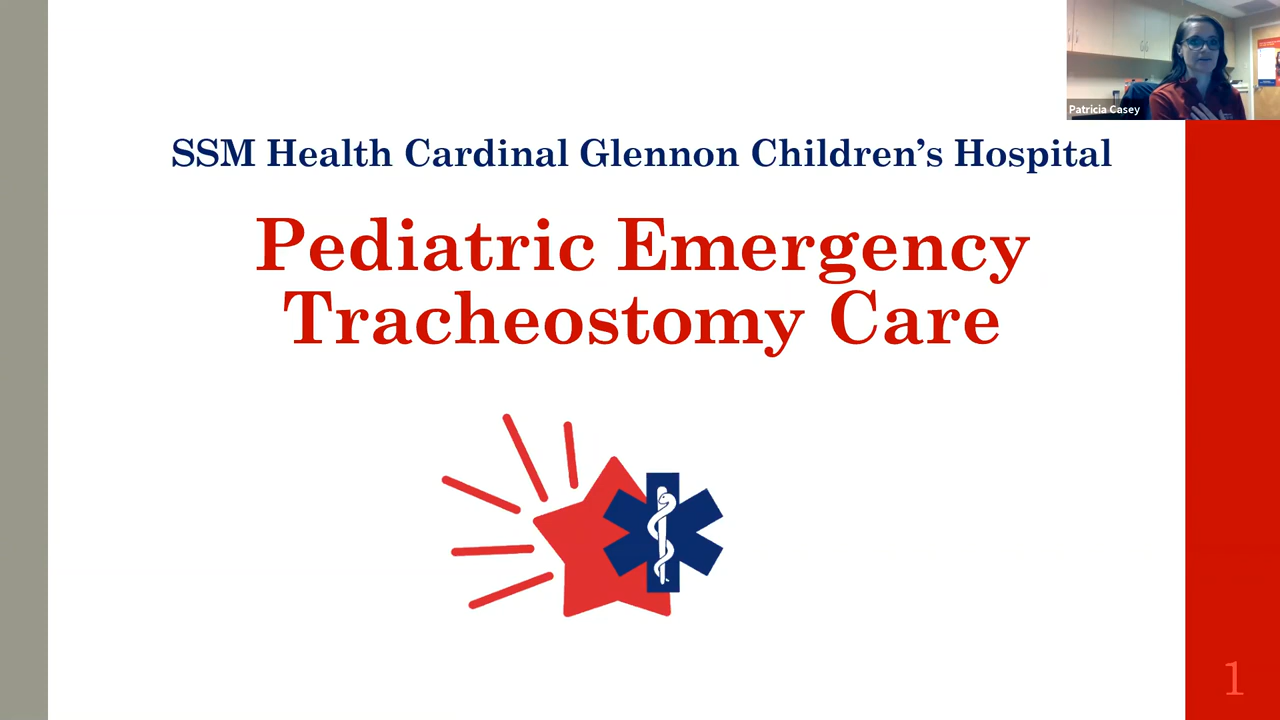 Patricia Casey
SSM Health Cardinal Glennon Children’s Hospital
Pediatric Emergency
Tracheostomy Care
1